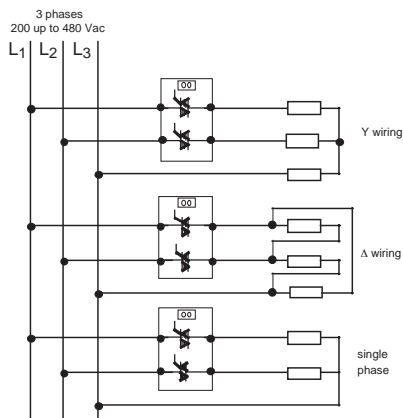 3 phases
200 up to 480 Vac
L1 L2 L3
00
Y wiring
00
Δ wiring
00
single
phase